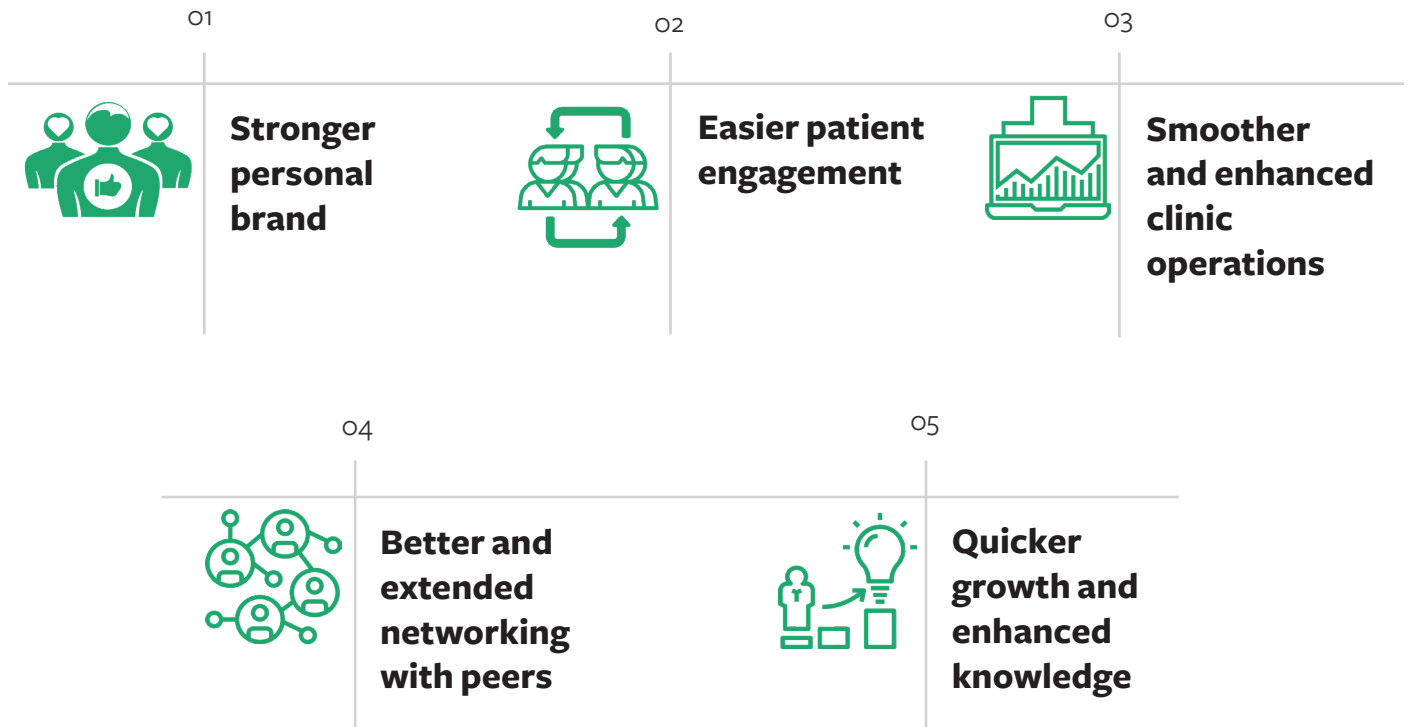 01
Stronger
personal
brand
02
Easier patient
engagement
03
Smoother
and enhanced
clinic
operations
04
Better and
extended
networking
with peers
05
Quicker
growth and
enhanced
knowledge